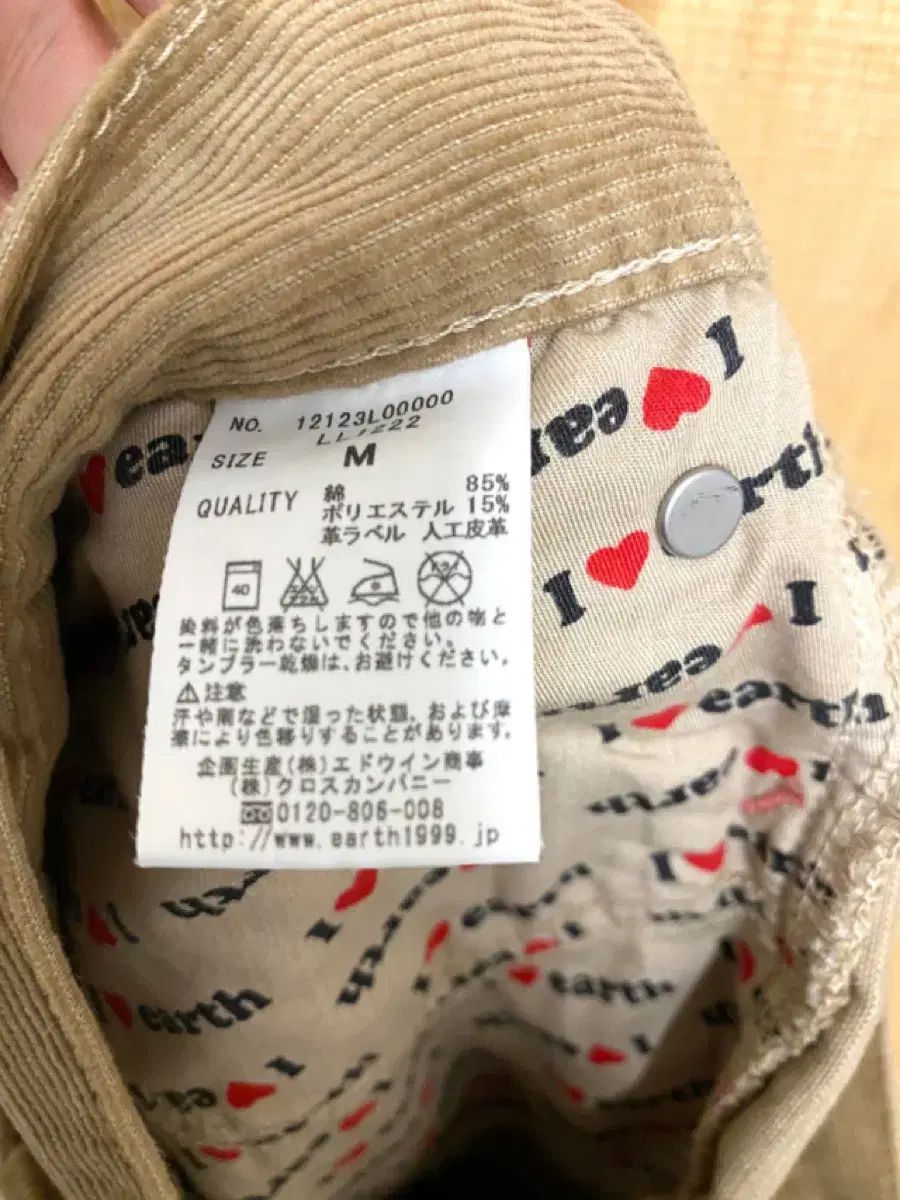 NO. 12123L00000
SIZE M
QUALITY 綿 85%
ポリエステル 15%
革ラベル 人工皮革
40
染料が色落ちしますので他の物と
一緒に洗わないでください。
タンブラー乾燥は、お避けください。
⚠注意
汗や雨などで湿った状態、および摩
擦により色移りすることがあります。
企画生産(株)エドウイン商事
(株)クロスカンパニー
0120-806-008
http://www.earth1999.jp
I ❤ earth
I ❤ earth
I ❤ earth
I ❤ earth
I ❤ earth